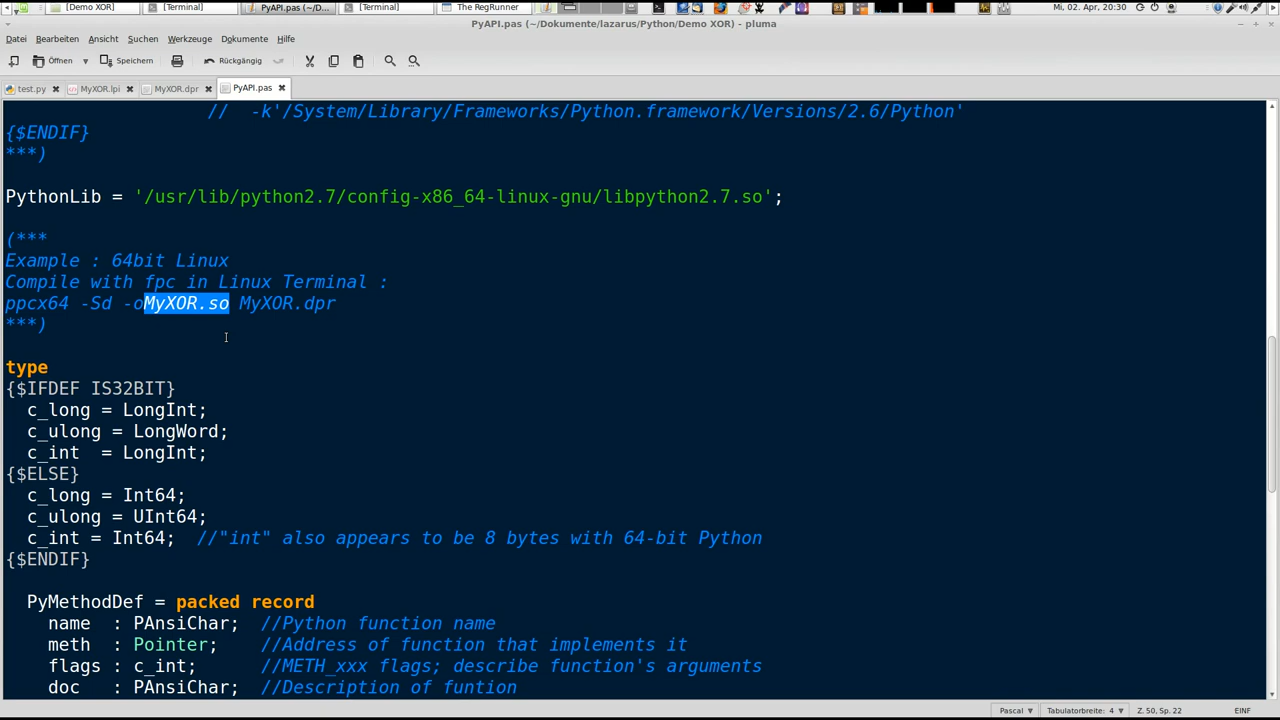 [Demo XOR]
[Terminal]
PyAPI.pas (~/D...
[Terminal]
The RegRunner
Mi, 02. Apr, 20:30
PyAPI.pas (~/Dokumente/lazarus/Python/Demo XOR) - pluma
Datei Bearbeiten Ansicht Suchen Werkzeuge Dokumente Hilfe
Öffnen Speichern Rückgängig
test.py MyXOR.lpi MyXOR.dpr PyAPI.pas
// -k'/System/Library/Frameworks/Python.framework/Versions/2.6/Python'
{$ENDIF}
***)
PythonLib = '/usr/lib/python2.7/config-x86_64-linux-gnu/libpython2.7.so';
(***
Example : 64bit Linux
Compile with fpc in Linux Terminal :
ppcx64 -Sd -oMyXOR.so MyXOR.dpr
***)
type
{$IFDEF IS32BIT}
c_long = LongInt;
c_ulong = LongWord;
c_int  = LongInt;
{$ELSE}
c_long = Int64;
c_ulong = UInt64;
c_int = Int64;  //"int" also appears to be 8 bytes with 64-bit Python
{$ENDIF}
PyMethodDef = packed record
name  : PAnsiChar;  //Python function name
meth  : Pointer;    //Address of function that implements it
flags : c_int;      //METH_xxx flags; describe function's arguments
doc   : PAnsiChar;  //Description of funtion
Pascal Tabulatorbreite: 4 Z. 50, Sp. 22 EINF